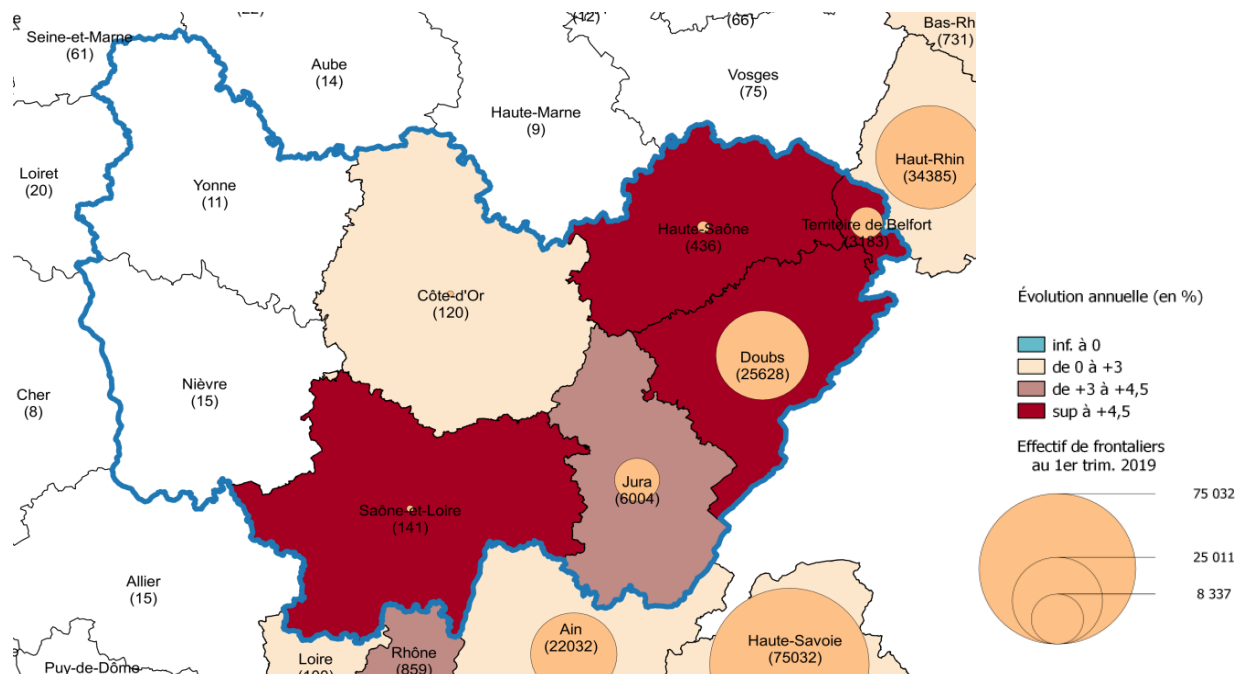 (12)
(66)
Bas-Rh
(731)
Seine-et-Marne
(61)
Aube
(14)
Vosges
(75)
Haute-Marne
(9)
Haut-Rhin
(34385)
Loiret
(20)
Yonne
(11)
Haute-Saône
(436)
Territoire de Belfort
(3183)
Côte-d'Or
(120)
Doubs
(25628)
Nièvre
(15)
Cher
(8)
Jura
(6004)
Saône-et-Loire
(141)
Allier
(15)
Ain
(22032)
Haute-Savoie
(75032)
Loire
Rhône
(859)
Puy-de-Dôme
Évolution annuelle (en %)
inf. à 0
de 0 à +3
de +3 à +4,5
sup à +4,5
Effectif de frontaliers
au 1er trim. 2019
75 032
25 011
8 337